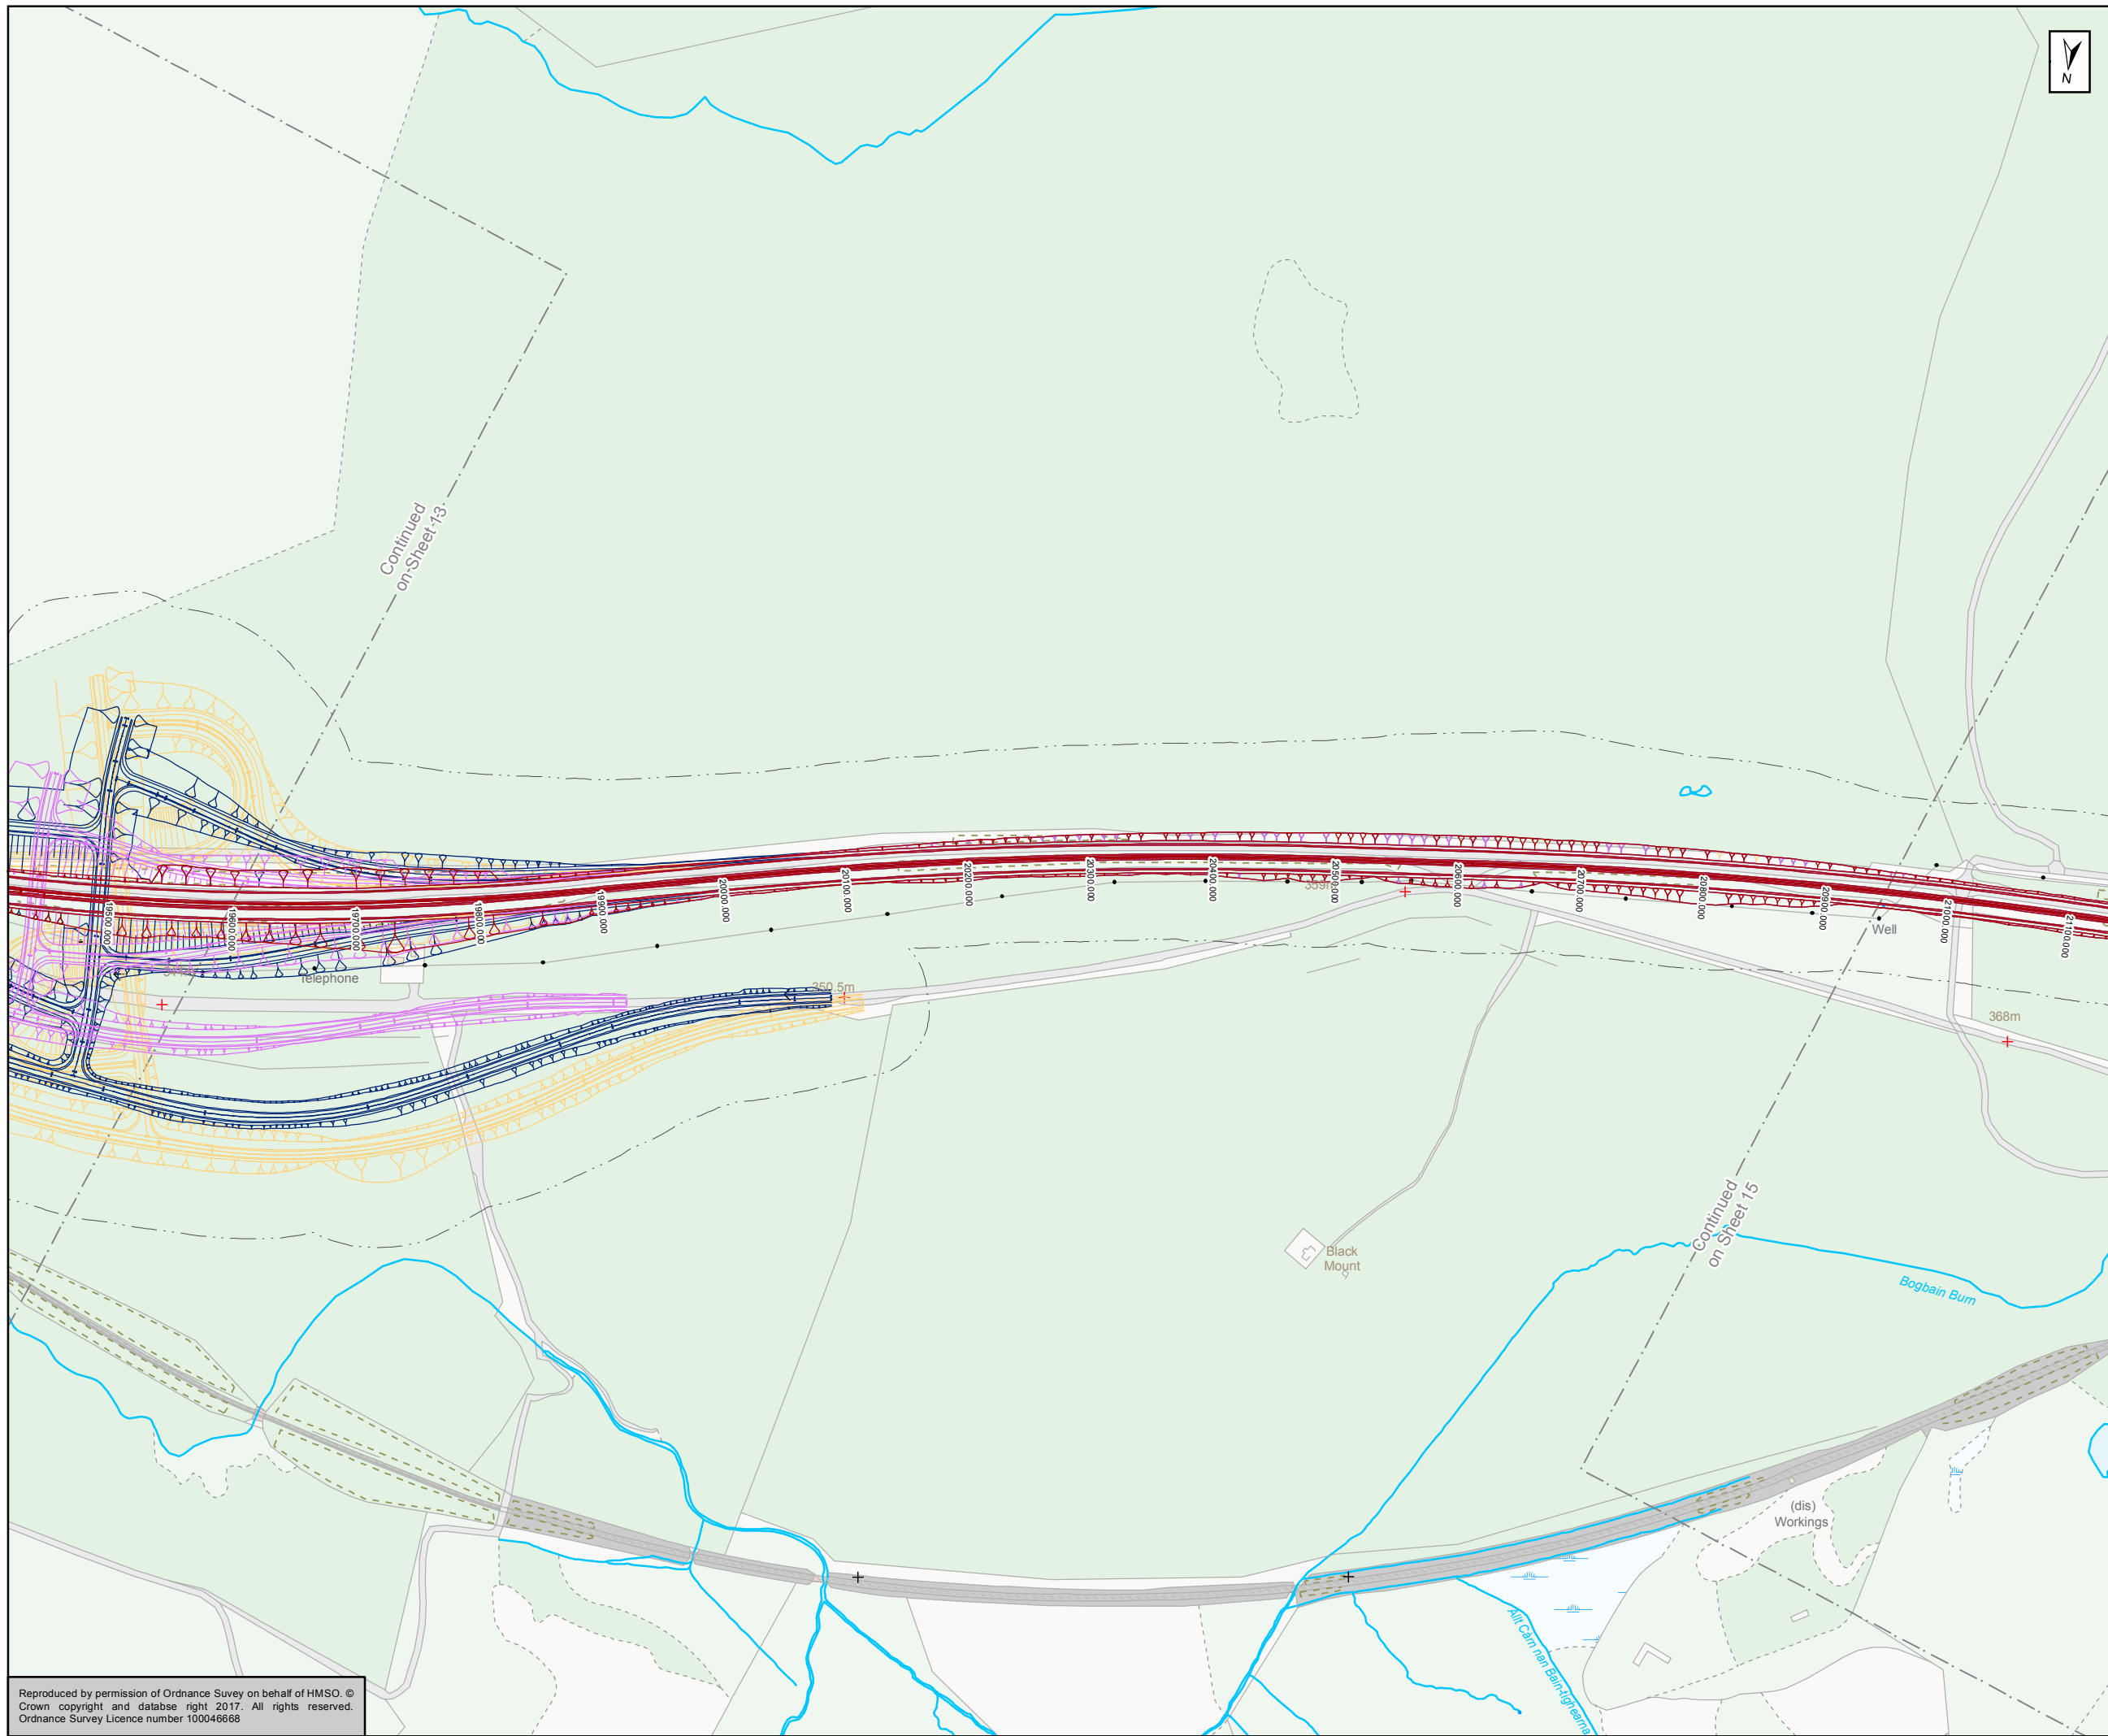 N
Continued
on Sheet 13
19500.000
19600.000
19700.000
19800.000
19900.000
20000.000
20100.000
20200.000
20300.000
20400.000
20500.000
20600.000
20700.000
20800.000
20900.000
21000.000
21100.000
359m
Well
Telephone
350.5m
368m
Black
Mount
Continued
on Sheet 15
Bogbain Burn
(dis)
Workings
Allt Càrn nan Bain-tighearna
Reproduced by permission of Ordnance Suvey on behalf of HMSO. ©
Crown copyright and databse right 2017. All rights reserved.
Ordnance Survey Licence number 100046668